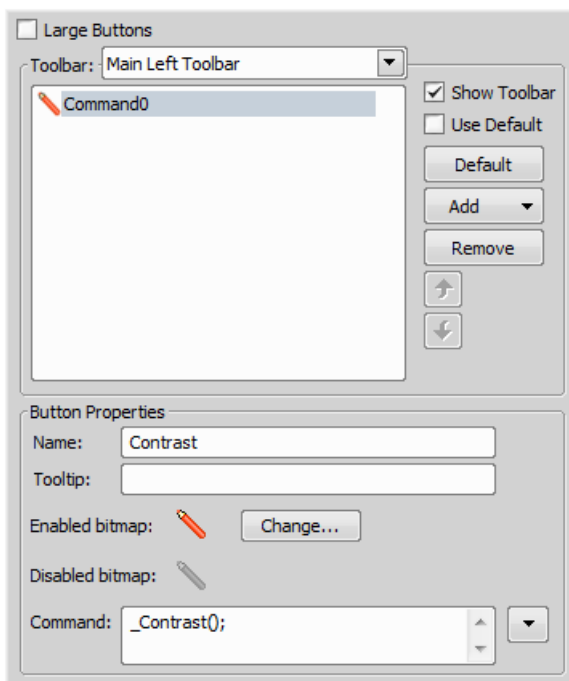 Large Buttons
Toolbar: Main Left Toolbar
Command0
Show Toolbar
Use Default
Default
Add
Remove
Button Properties
Name: Contrast
Tooltip:
Enabled bitmap: Change...
Disabled bitmap:
Command: _Contrast();